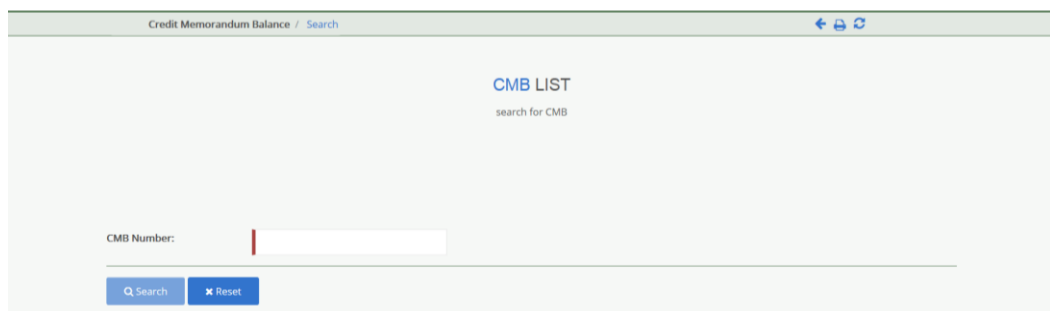 Credit Memorandum Balance / Search
CMB LIST
search for CMB
CMB Number:
Search
Reset